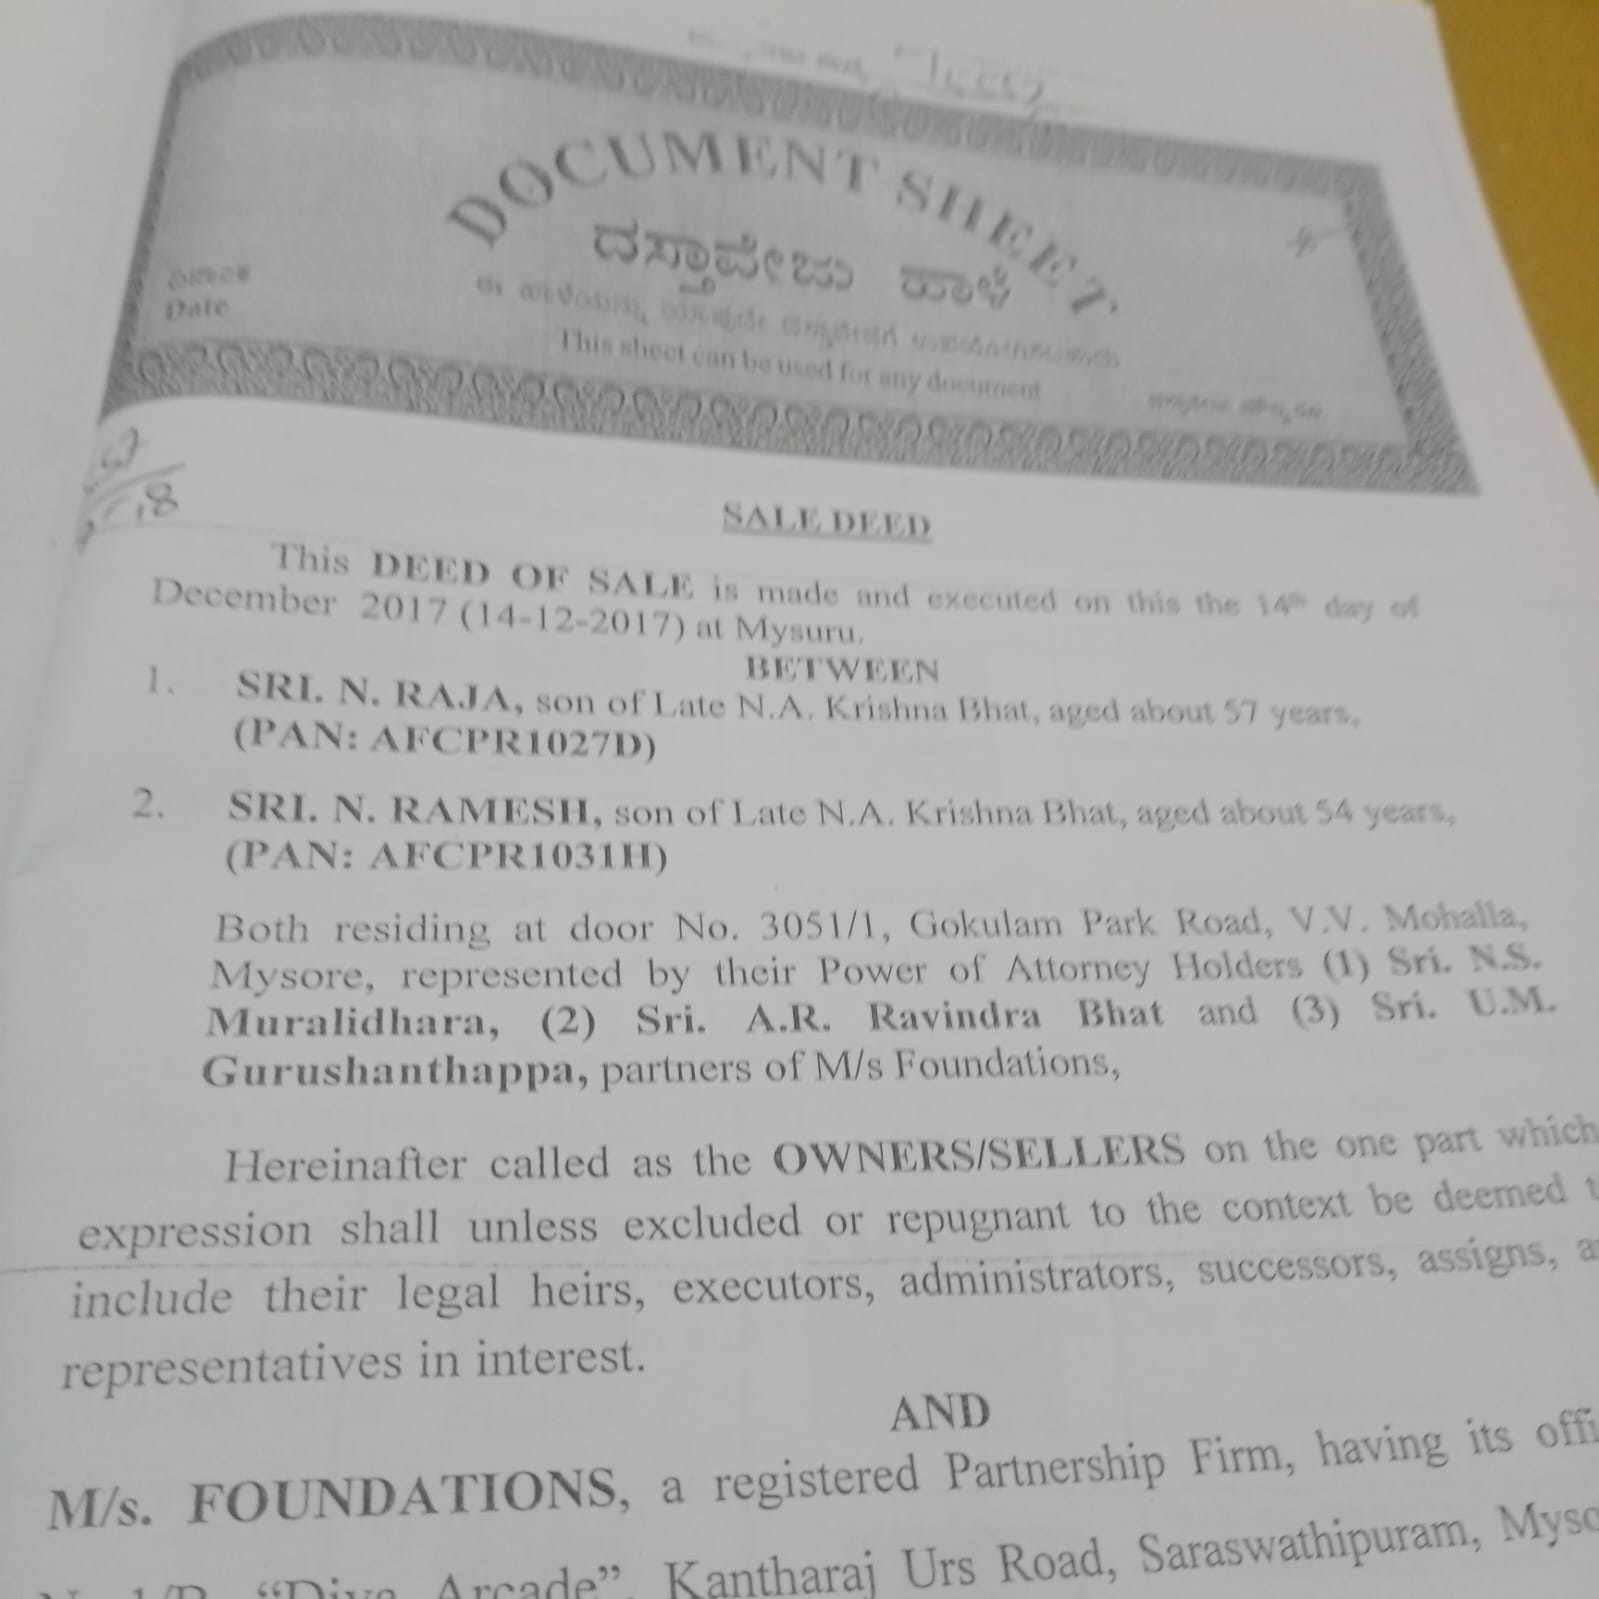 DOCUMENT SHEET
ದಸ್ತಾವೇಜು ಹಾಳೆ
ದಿನಾಂಕ
Date
ಈ ಹಾಳೆಯನ್ನು ಯಾವುದೇ
This sheet can be used for any document
SALE DEED
This DEED OF SALE is made and executed on this the 14th day of
December 2017 (14-12-2017) at Mysuru.
BETWEEN
1. SRI. N. RAJA, son of Late N.A. Krishna Bhat, aged about 57 years,
(PAN: AFCPR1027D)
2. SRI. N. RAMESH, son of Late N.A. Krishna Bhat, aged about 54 years,
(PAN: AFCPR1031H)
Both residing at door No. 3051/1, Gokulam Park Road, V.V. Mohalla,
Mysore, represented by their Power of Attorney Holders (1) Sri. N.S.
Muralidhara, (2) Sri. A.R. Ravindra Bhat and (3) Sri. U.M.
Gurushanthappa, partners of M/s Foundations,
Hereinafter called as the OWNERS/SELLERS on the one part which
expression shall unless excluded or repugnant to the context be deemed t
include their legal heirs, executors, administrators, successors, assigns, a
representatives in interest.
AND
M/s. FOUNDATIONS, a registered Partnership Firm, having its offi
Arcade”, Kantharaj Urs Road, Saraswathipuram, Myso